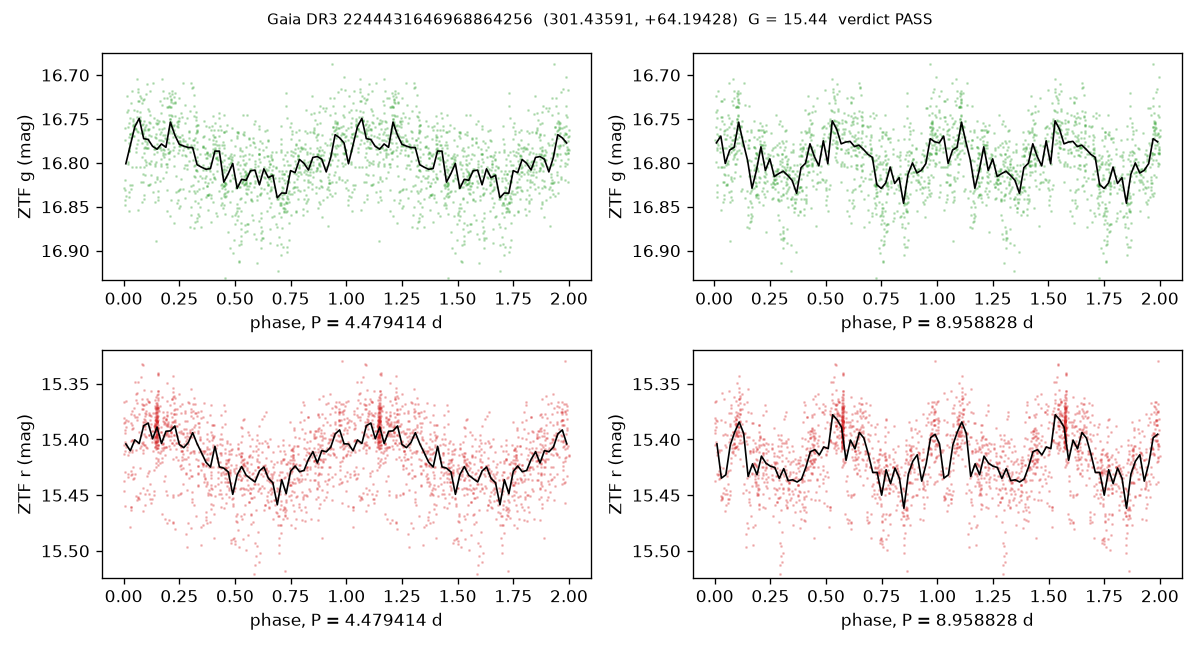 Gaia DR3 2244431646968864256 (301.43591, +64.19428) G = 15.44 verdict PASS
ZTF g (mag)
16.70
16.75
16.80
16.85
16.90
0.00 0.25 0.50 0.75 1.00 1.25 1.50 1.75 2.00
phase, P = 4.479414 d
ZTF g (mag)
16.70
16.75
16.80
16.85
16.90
0.00 0.25 0.50 0.75 1.00 1.25 1.50 1.75 2.00
phase, P = 8.958828 d
ZTF r (mag)
15.35
15.40
15.45
15.50
0.00 0.25 0.50 0.75 1.00 1.25 1.50 1.75 2.00
phase, P = 4.479414 d
ZTF r (mag)
15.35
15.40
15.45
15.50
0.00 0.25 0.50 0.75 1.00 1.25 1.50 1.75 2.00
phase, P = 8.958828 d